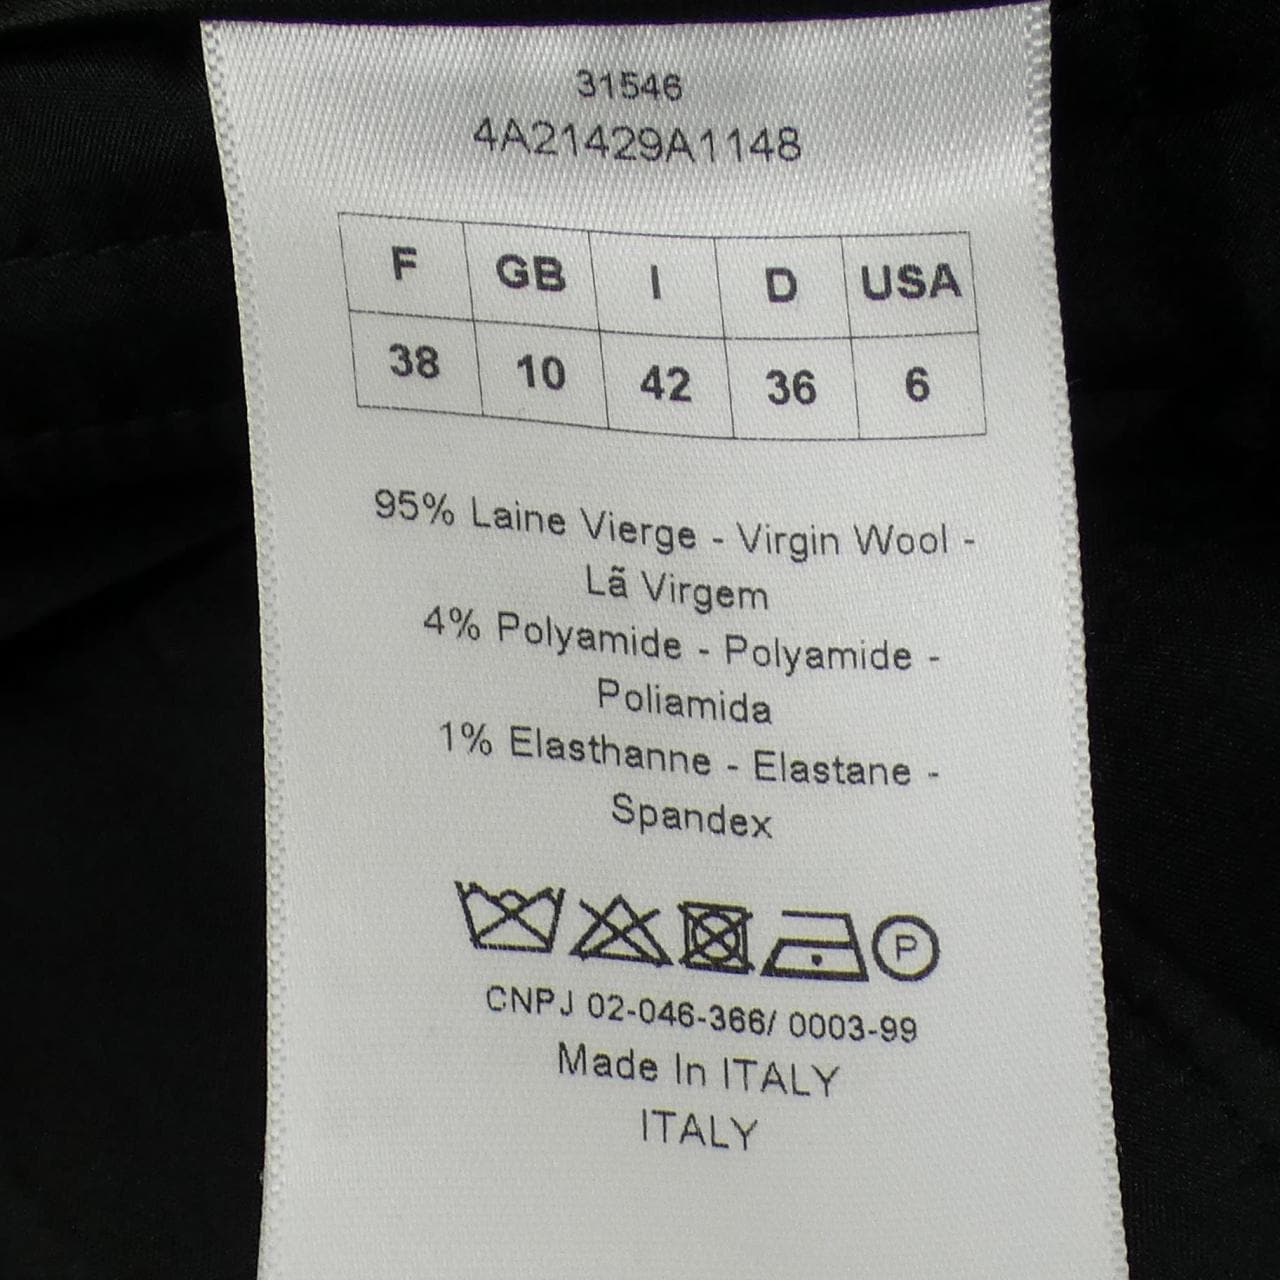 31546
4A21429A1148
F GB I D USA
38 10 42 36 6
95% Laine Vierge - Virgin Wool -
Lã Virgem
4% Polyamide - Polyamide -
Poliamida
1% Elasthanne - Elastane -
Spandex
P
CNPJ 02-046-366/ 0003-99
Made In ITALY
ITALY